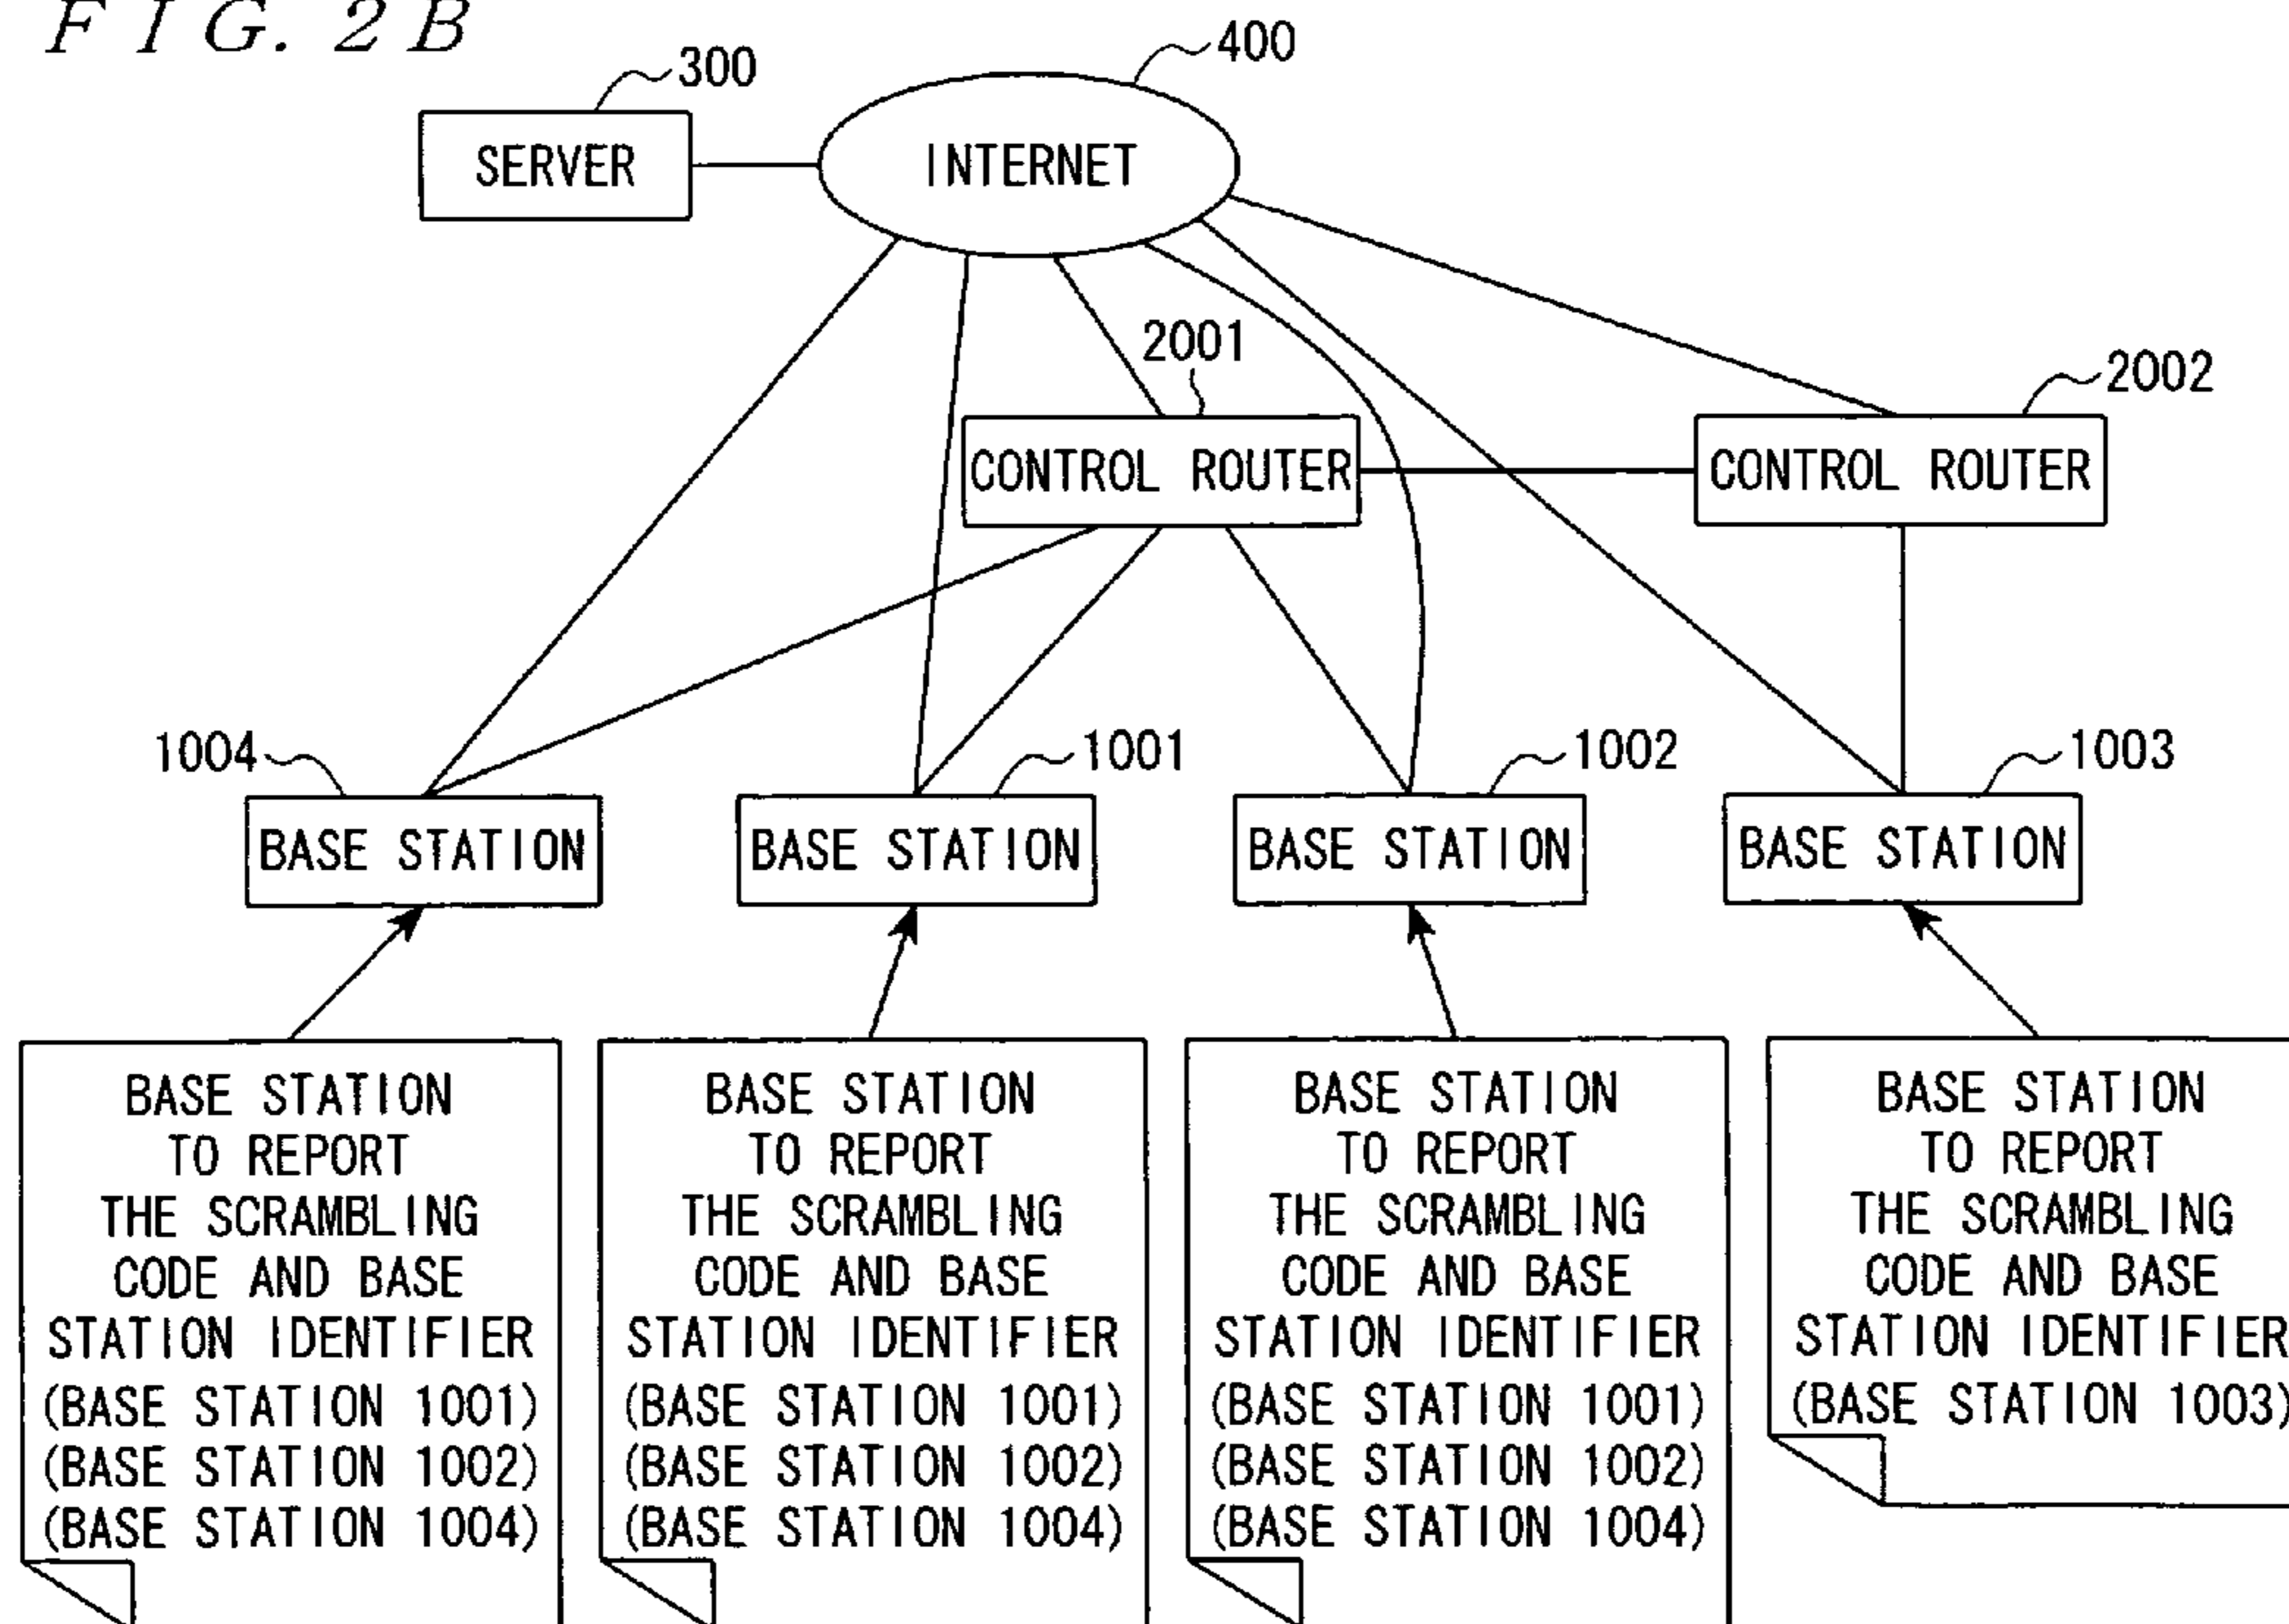 FIG. 2B
300
400
SERVER
INTERNET
2001
2002
CONTROL ROUTER
CONTROL ROUTER
1004
1001
1002
1003
BASE STATION
BASE STATION
BASE STATION
BASE STATION
BASE STATION
TO REPORT
THE SCRAMBLING
CODE AND BASE
STATION IDENTIFIER
(BASE STATION 1001)
(BASE STATION 1002)
(BASE STATION 1004)
BASE STATION
TO REPORT
THE SCRAMBLING
CODE AND BASE
STATION IDENTIFIER
(BASE STATION 1001)
(BASE STATION 1002)
(BASE STATION 1004)
BASE STATION
TO REPORT
THE SCRAMBLING
CODE AND BASE
STATION IDENTIFIER
(BASE STATION 1001)
(BASE STATION 1002)
(BASE STATION 1004)
BASE STATION
TO REPORT
THE SCRAMBLING
CODE AND BASE
STATION IDENTIFIER
(BASE STATION 1003)